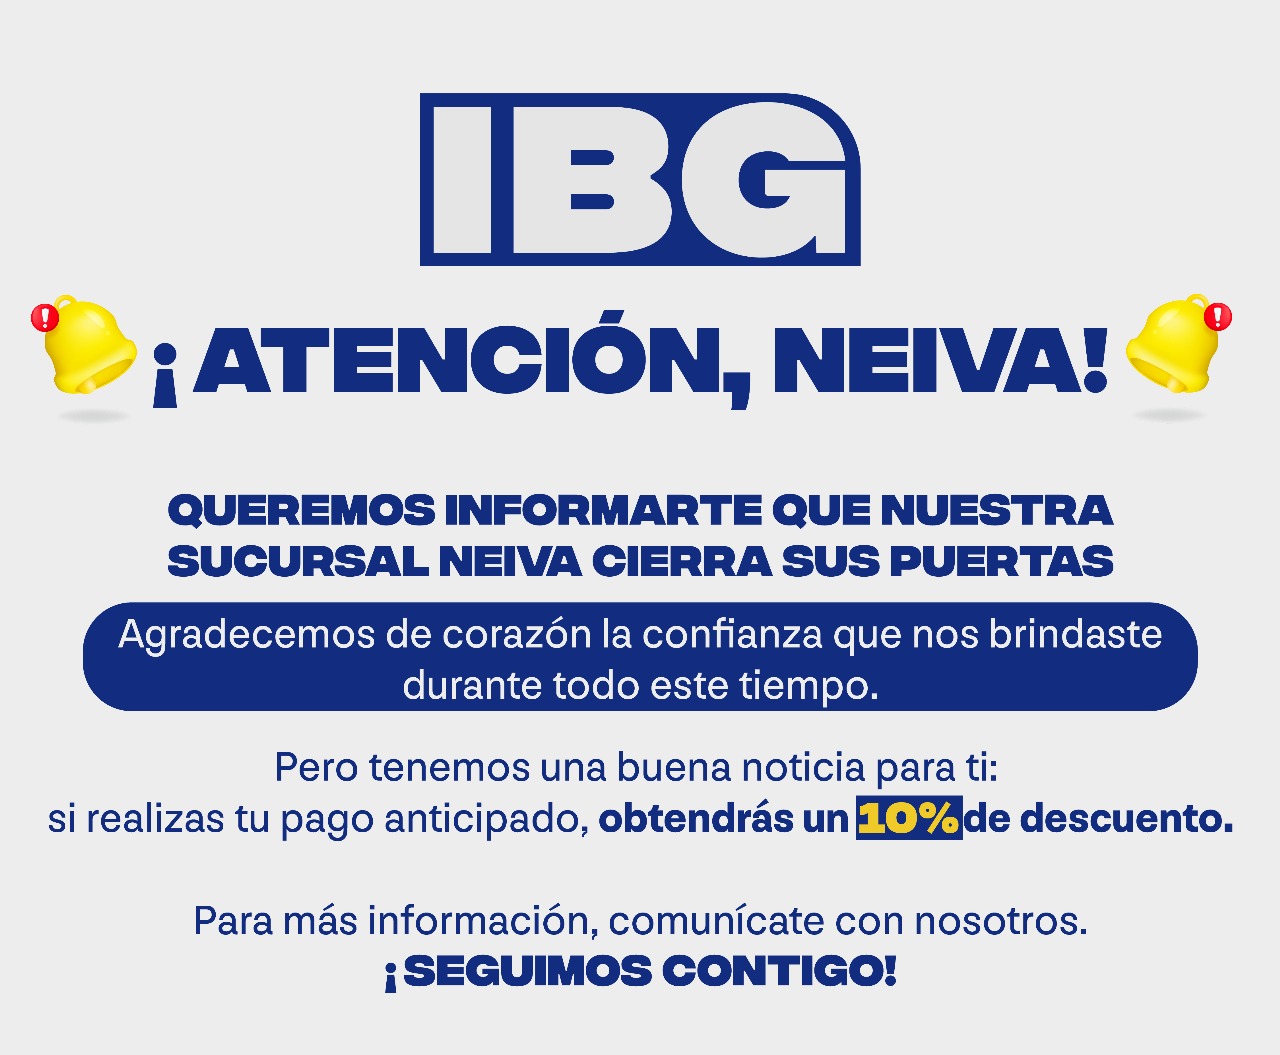 IBG
¡ATENCIÓN, NEIVA!
QUEREMOS INFORMARTE QUE NUESTRA
SUCURSAL NEIVA CIERRA SUS PUERTAS
Agradecemos de corazón la confianza que nos brindaste
durante todo este tiempo.
Pero tenemos una buena noticia para ti:
si realizas tu pago anticipado, obtendrás un 10% de descuento.
Para más información, comunícate con nosotros.
¡SEGUIMOS CONTIGO!